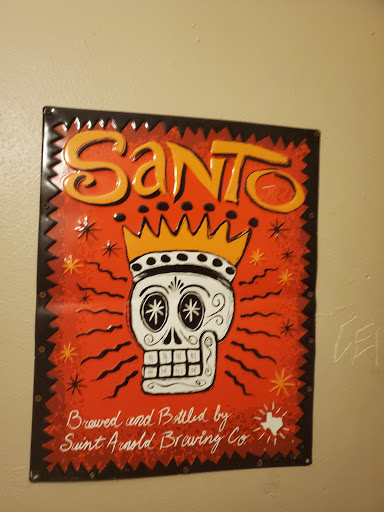 SANTO
Brewed and Bottled by
Saint Arnold Brewing Co